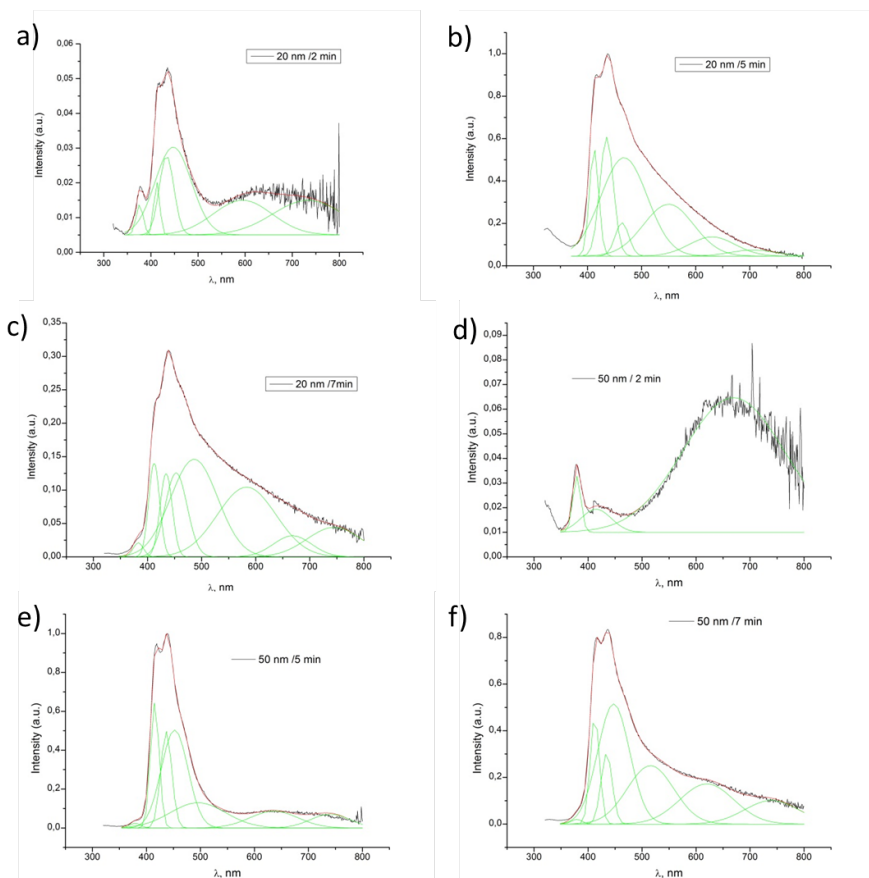 a)
0,06
0,05
0,04
0,03
0,02
0,01
0,00
Intensity (a.u.)
20 nm /2 min
300 400 500 600 700 800
λ, nm
b)
1,0
0,8
0,6
0,4
0,2
0,0
Intensity (a.u.)
20 nm /5 min
300 400 500 600 700 800
λ, nm
c)
0,35
0,30
0,25
0,20
0,15
0,10
0,05
0,00
Intensity (a.u.)
20 nm /7min
300 400 500 600 700 800
λ, nm
d)
0,09
0,08
0,07
0,06
0,05
0,04
0,03
0,02
0,01
0,00
Intensity (a.u.)
50 nm / 2 min
300 400 500 600 700 800
λ, nm
e)
1,0
0,8
0,6
0,4
0,2
0,0
Intensity (a.u.)
50 nm /5 min
300 400 500 600 700 800
λ, nm
f)
0,8
0,6
0,4
0,2
0,0
Intensity (a.u.)
50 nm /7 min
300 400 500 600 700 800
λ, nm